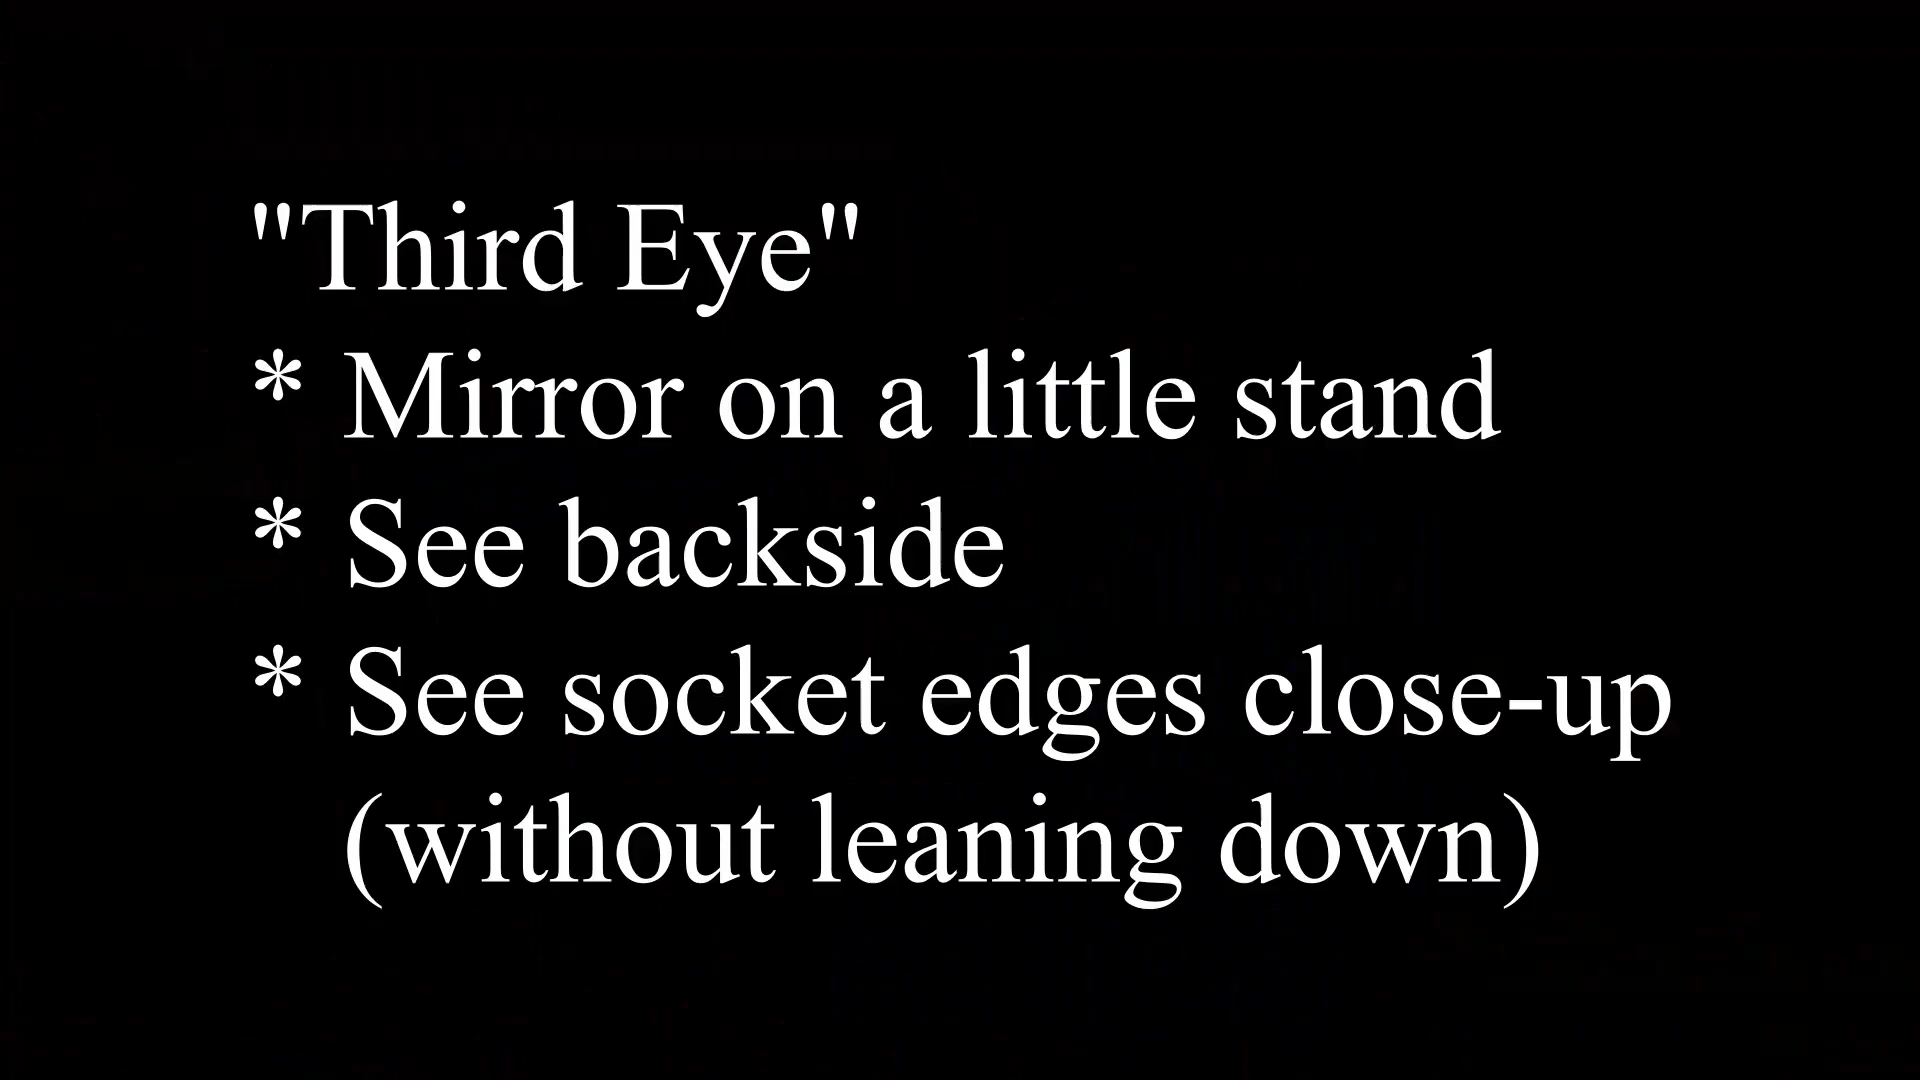 "Third Eye"
* Mirror on a little stand
* See backside
* See socket edges close-up
(without leaning down)